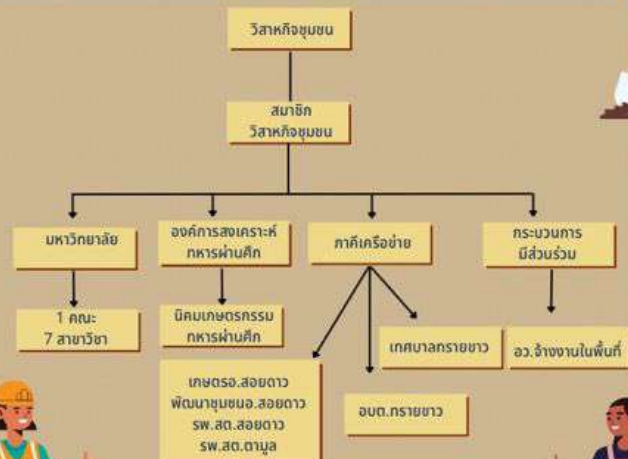 วิสาหกิจชุมชน
สมาชิก
วิสาหกิจชุมชน
มหาวิทยาลัย
องค์การสงเคราะห์
ทหารผ่านศึก
ภาคีเครือข่าย
กระบวนการ
มีส่วนร่วม
1 คณะ
7 สาขาวิชา
นิคมเกษตรกรรม
ทหารผ่านศึก
เทศบาลทรายขาว
อว.จ้างงานในพื้นที่
เกษตรอ.สอยดาว
พัฒนาชุมชนอ.สอยดาว
รพ.สต.สอยดาว
รพ.สต.ตามูล
อบต.ทรายขาว